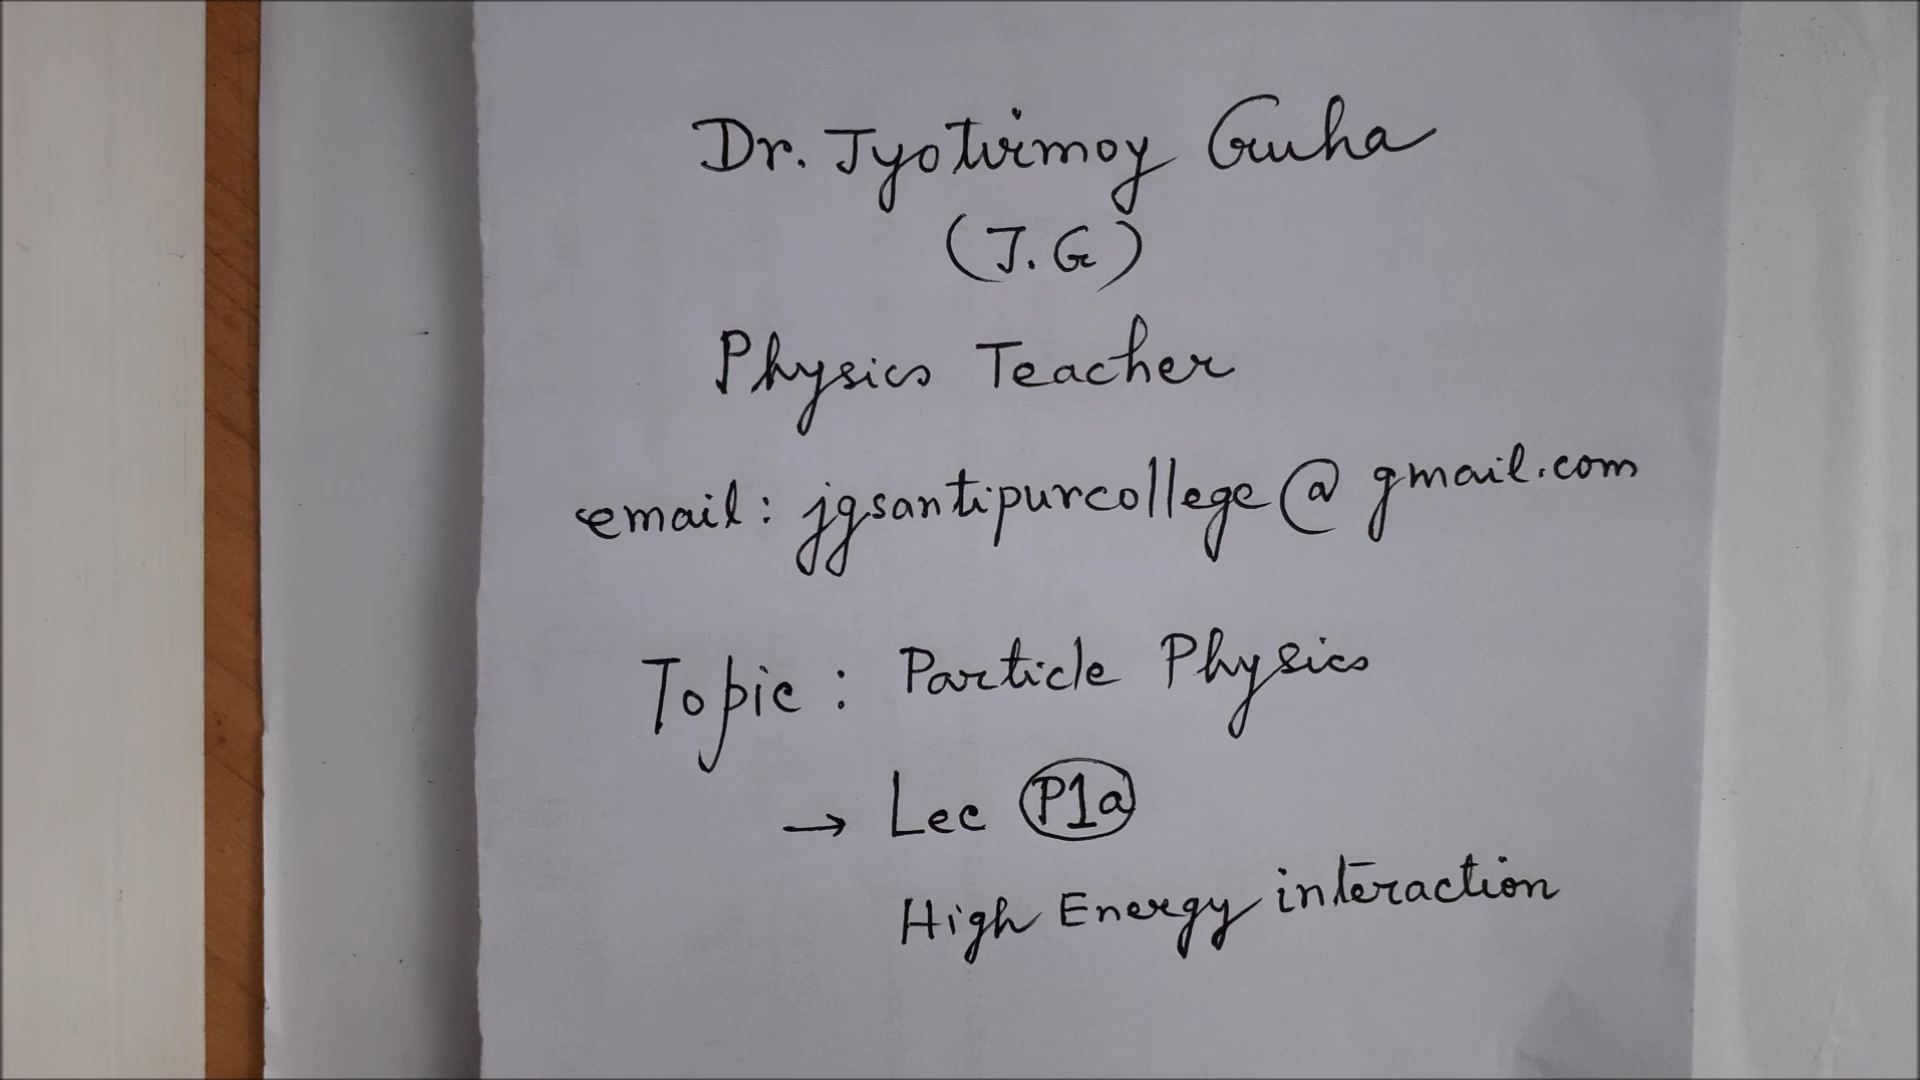 Dr. Jyotirmoy Guha
(J.G)
Physics Teacher
email: jgsantipurcollege@gmail.com
Topic: Particle Physics
→ Lec P1a
High Energy interaction